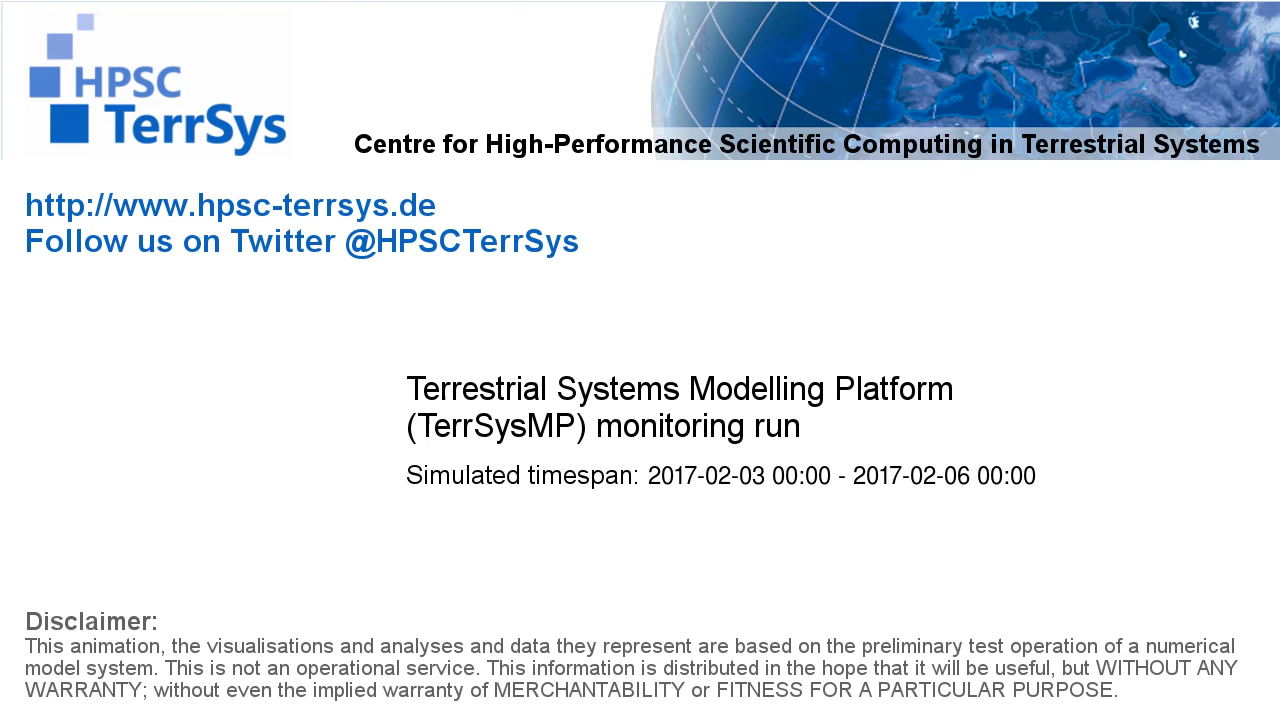 HPSC
TerrSys
Centre for High-Performance Scientific Computing in Terrestrial Systems
http://www.hpsc-terrsys.de
Follow us on Twitter @HPSCTerrSys
Terrestrial Systems Modelling Platform
(TerrSysMP) monitoring run
Simulated timespan: 2017-02-03 00:00 - 2017-02-06 00:00
Disclaimer:
This animation, the visualisations and analyses and data they represent are based on the preliminary test operation of a numerical
model system. This is not an operational service. This information is distributed in the hope that it will be useful, but WITHOUT ANY
WARRANTY; without even the implied warranty of MERCHANTABILITY or FITNESS FOR A PARTICULAR PURPOSE.